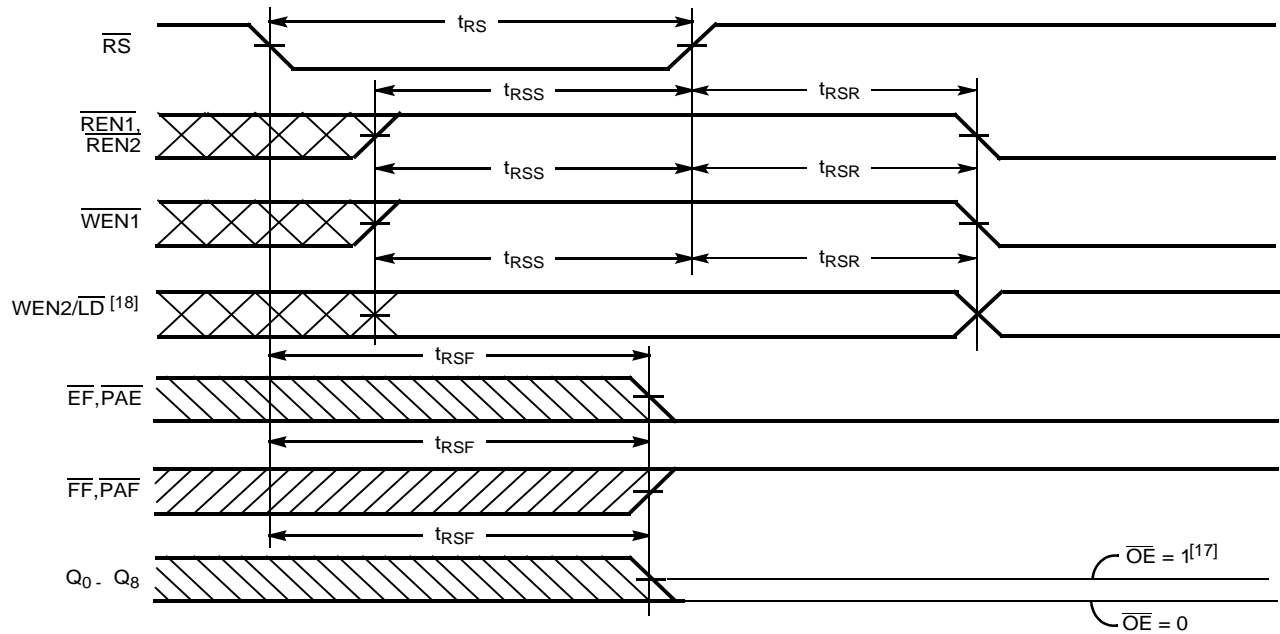 tRS
RS
tRSS
tRSR
REN1,
REN2
tRSS
tRSR
WEN1
tRSS
tRSR
WEN2/LD [18]
tRSF
EF,PAE
tRSF
FF,PAF
tRSF
Q0 - Q8
OE = 1[17]
OE = 0